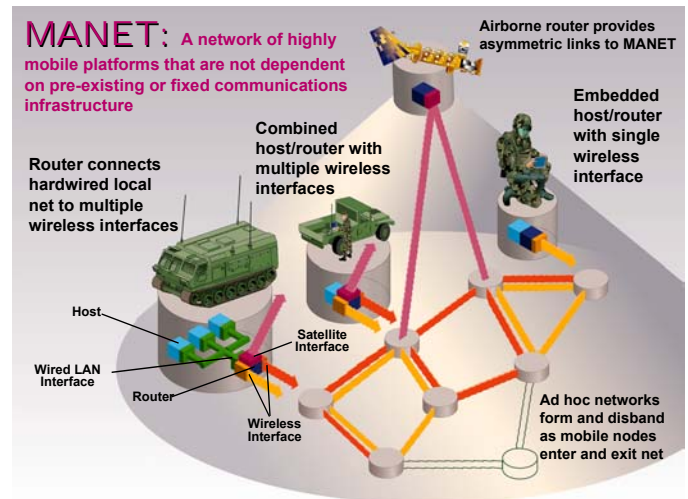 MANET: A network of highly
mobile platforms that are not dependent
on pre-existing or fixed communications
infrastructure
Airborne router provides
asymmetric links to MANET
Embedded
host/router
with single
wireless
interface
Combined
host/router with
multiple wireless
interfaces
Router connects
hardwired local
net to multiple
wireless interfaces
Host
Satellite
Interface
Wired LAN
Interface
Router
Wireless
Interface
Ad hoc networks
form and disband
as mobile nodes
enter and exit net